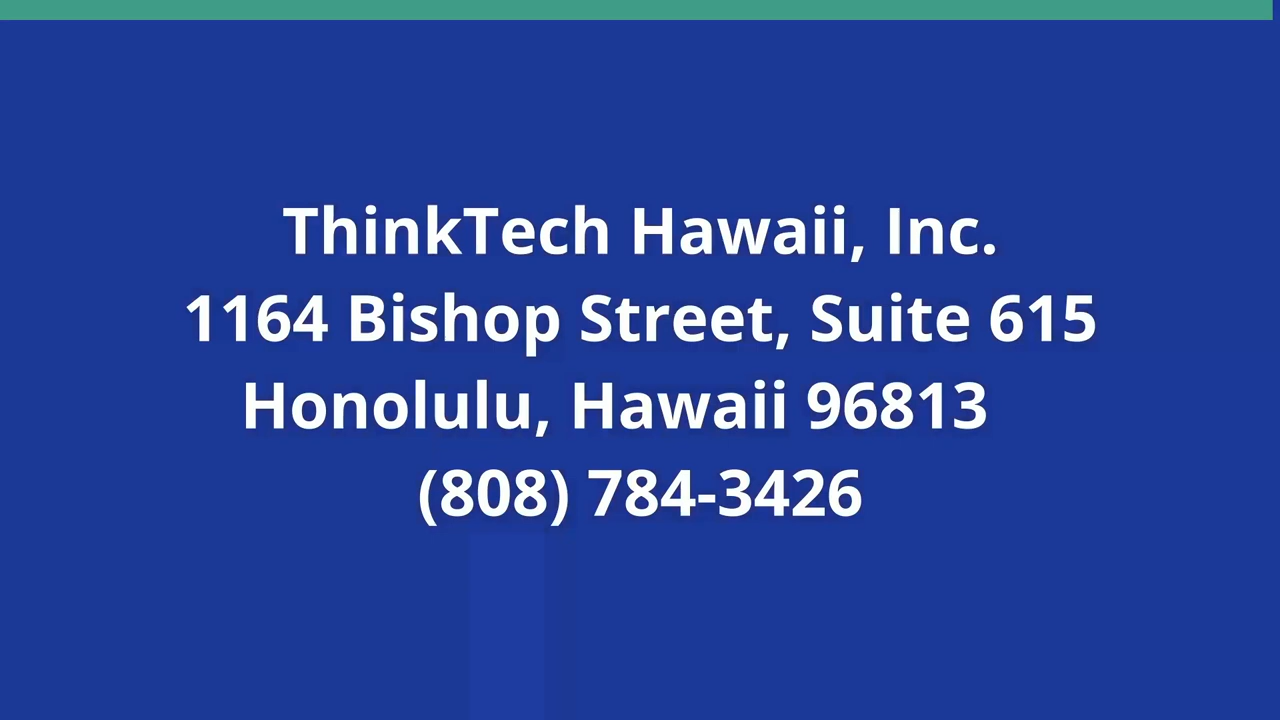 ThinkTech Hawaii, Inc.
1164 Bishop Street, Suite 615
Honolulu, Hawaii 96813
(808) 784-3426